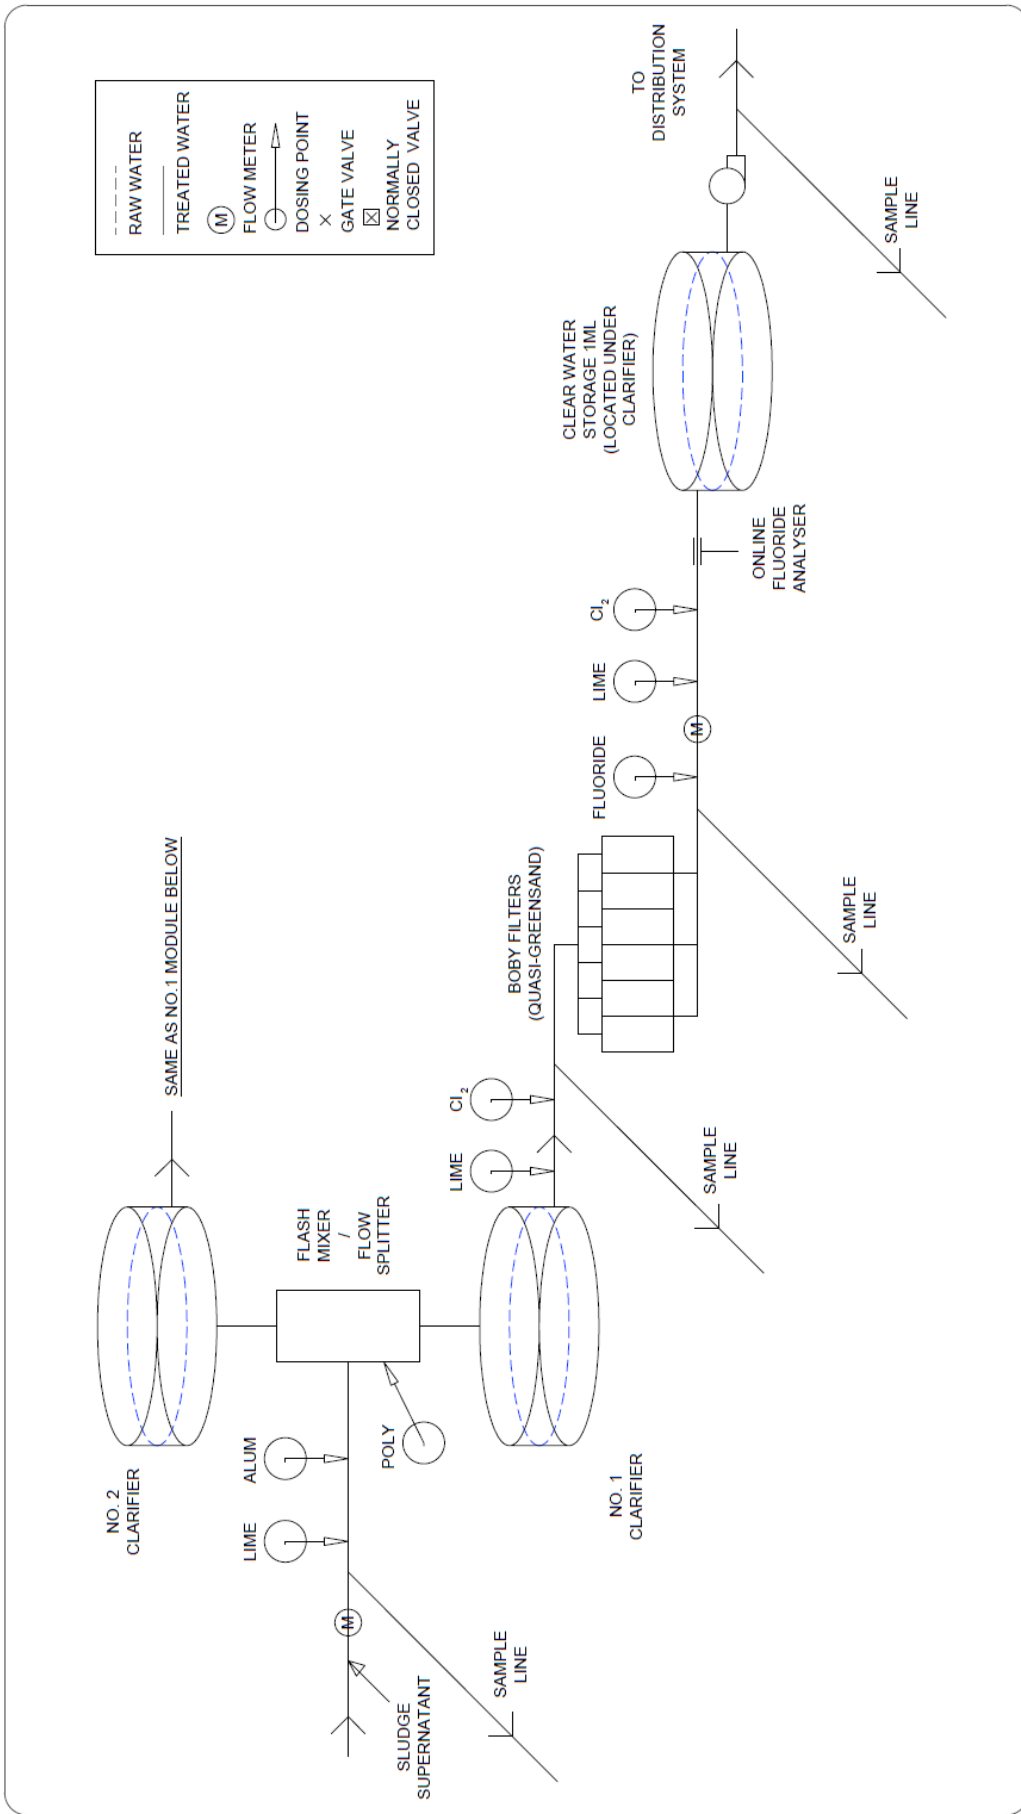 RAW WATER
TREATED WATER
M
FLOW METER
DOSING POINT
GATE VALVE
NORMALLY
CLOSED VALVE
NO. 2
CLARIFIER
SAME AS NO.1 MODULE BELOW
LIME
ALUM
FLASH
MIXER
/
FLOW
SPLITTER
M
POLY
SLUDGE
SUPERNATANT
SAMPLE
LINE
NO. 1
CLARIFIER
LIME
Cl₂
SAMPLE
LINE
BOBY FILTERS
(QUASI-GREENSAND)
FLUORIDE
LIME
Cl₂
M
SAMPLE
LINE
ONLINE
FLUORIDE
ANALYSER
CLEAR WATER
STORAGE 1ML
(LOCATED UNDER
CLARIFIER)
TO
DISTRIBUTION
SYSTEM
SAMPLE
LINE